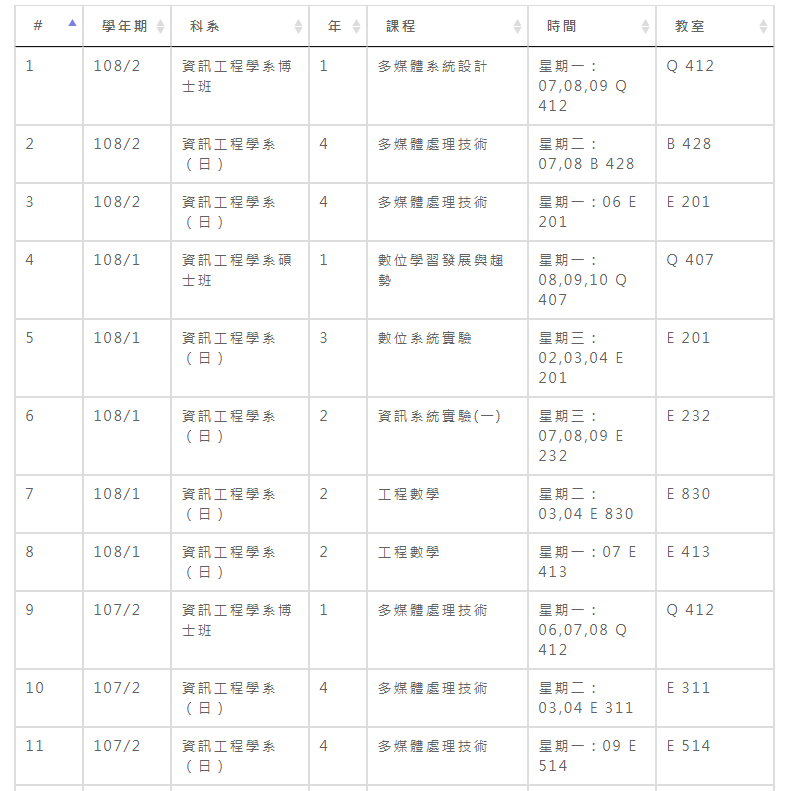 # 學年期 科系 年 課程 時間 教室
1 108/2 資訊工程學系博 1 多媒體系統設計 星期一： Q 412
士班 07,08,09 Q
412
2 108/2 資訊工程學系 4 多媒體處理技術 星期二： B 428
（日） 07,08 B 428
3 108/2 資訊工程學系 4 多媒體處理技術 星期一：06 E E 201
（日） 201
4 108/1 資訊工程學系碩 1 數位學習發展與趨 星期一： Q 407
士班 勢 08,09,10 Q
407
5 108/1 資訊工程學系 3 數位系統實驗 星期三： E 201
（日） 02,03,04 E
201
6 108/1 資訊工程學系 2 資訊系統實驗(一) 星期三： E 232
（日） 07,08,09 E
232
7 108/1 資訊工程學系 2 工程數學 星期二： E 830
（日） 03,04 E 830
8 108/1 資訊工程學系 2 工程數學 星期一：07 E E 413
（日） 413
9 107/2 資訊工程學系博 1 多媒體處理技術 星期一： Q 412
士班 06,07,08 Q
412
10 107/2 資訊工程學系 4 多媒體處理技術 星期二： E 311
（日） 03,04 E 311
11 107/2 資訊工程學系 4 多媒體處理技術 星期一：09 E E 514
（日） 514